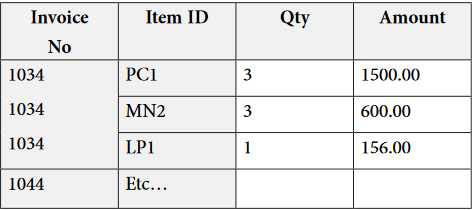 Invoice No Item ID Qty Amount
1034 PC1 3 1500.00
1034 MN2 3 600.00
1034 LP1 1 156.00
1044 Etc…